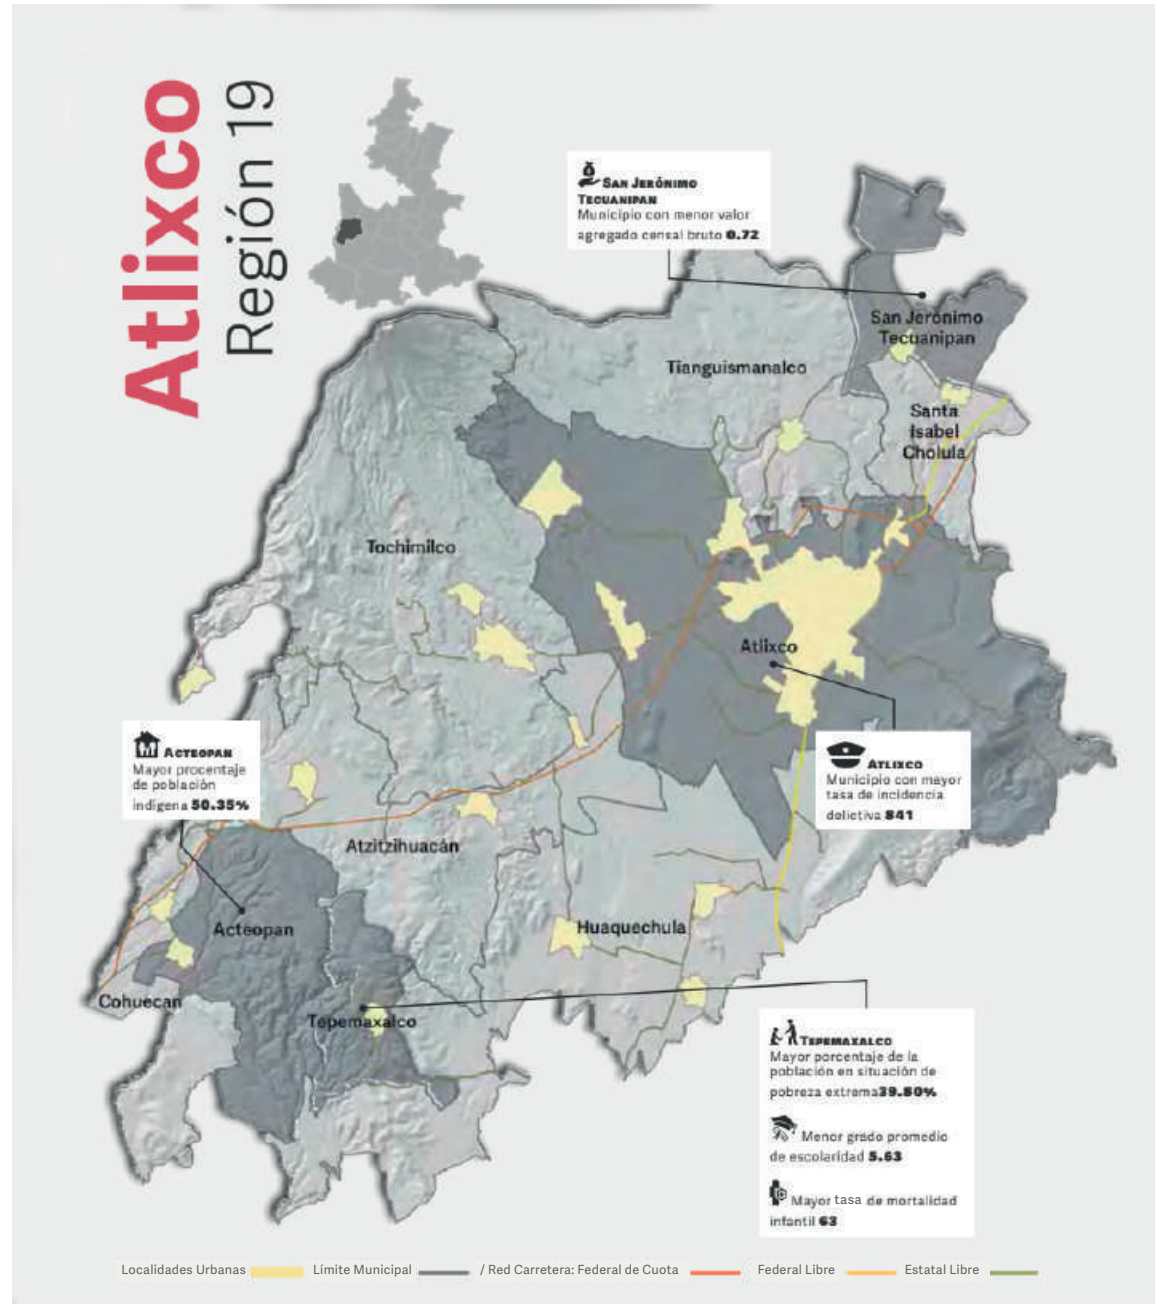 Atlixco
Región 19
San Jerónimo
Tecuanipan
Municipio con menor valor
agregado censal bruto 0.72
San Jerónimo
Tecuanipan
Tianguismanalco
Santa
Isabel
Cholula
Tochimilco
Atlixco
Acteopan
Mayor procentaje
de población
indígena 50.35%
Atlixco
Municipio con mayor
tasa de incidencia
delictiva 841
Atzitzihuacán
Acteopan
Huaquechula
Cohuecan
Tepemaxalco
Tepemaxalco
Mayor porcentaje de la
población en situación de
pobreza extrema 39.80%
Menor grado promedio
de escolaridad 5.63
Mayor tasa de mortalidad
infantil 63
Localidades Urbanas Límite Municipal / Red Carretera: Federal de Cuota Federal Libre Estatal Libre